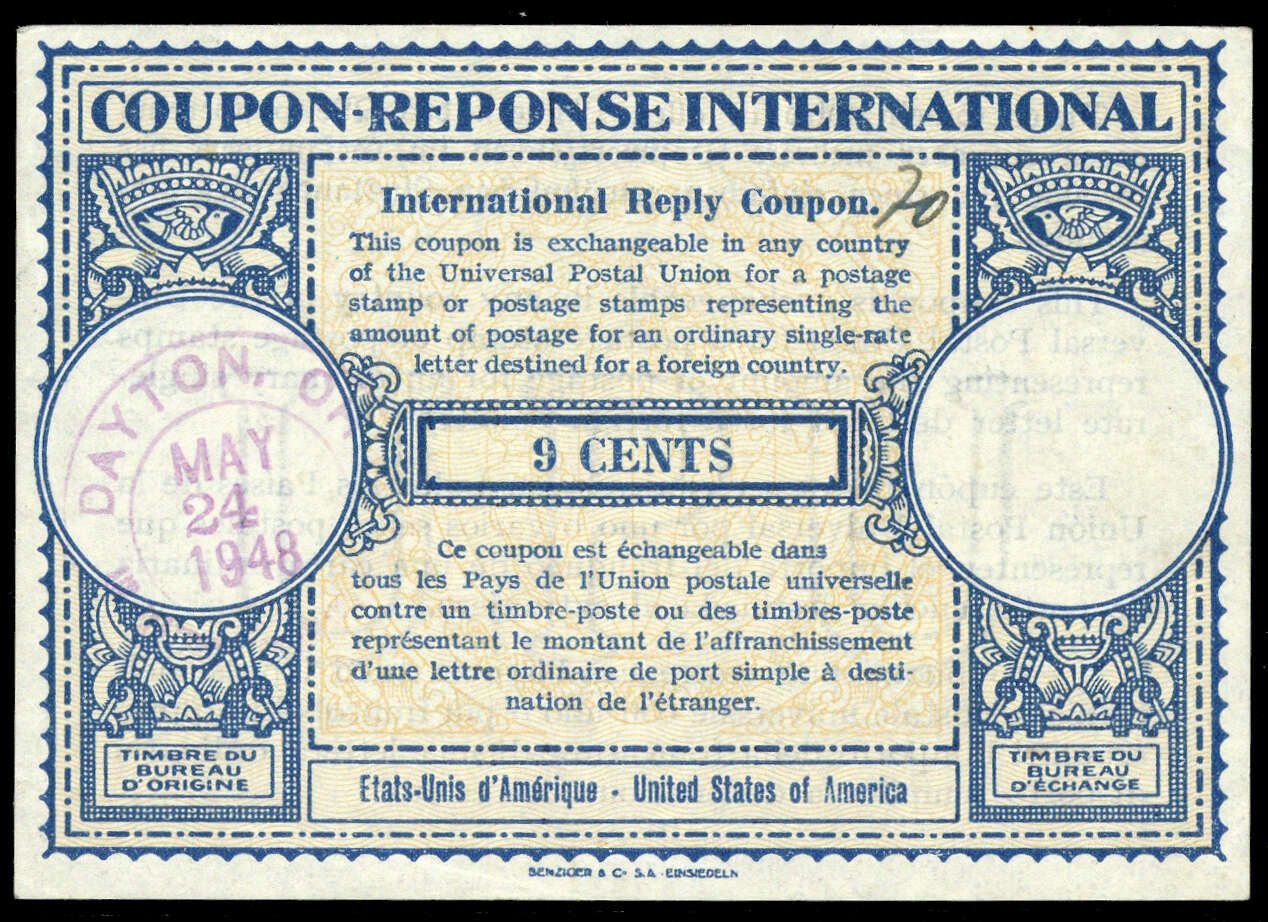 COUPON-REPONSE INTERNATIONAL
International Reply Coupon.
70
This coupon is exchangeable in any country
of the Universal Postal Union for a postage
stamp or postage stamps representing the
amount of postage for an ordinary single-rate
letter destined for a foreign country.
9 CENTS
Ce coupon est échangeable dans
tous les Pays de l'Union postale universelle
contre un timbre-poste ou des timbres-poste
représentant le montant de l'affranchissement
d'une lettre ordinaire de port simple à desti-
nation de l'étranger.
DAYTON, OH
MAY
24
1948
TIMBRE DU
BUREAU
D'ORIGINE
Etats-Unis d'Amérique - United States of America
TIMBRE DU
BUREAU
D'ÉCHANGE
BENZIGER & Co S.A. EINSIEDELN